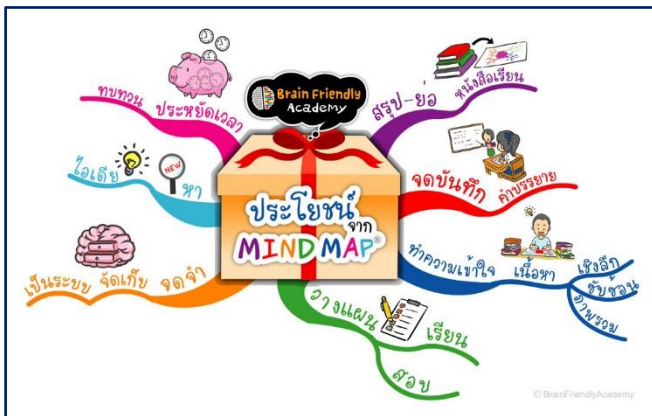 Brain Friendly
Academy
ประโยชน์
จาก
MIND MAP®
สรุป-ย่อ หนังสือเรียน
จดบันทึก คำบรรยาย
ทำความเข้าใจ เนื้อหา
เชิงลึก
ซับซ้อน
ภาพรวม
วางแผน เรียน
สอบ
เป็นระบบ จัดเก็บ จดจำ
ไอเดีย หา
NEW
ทบทวน ประหยัดเวลา
© BrainFriendlyAcademy